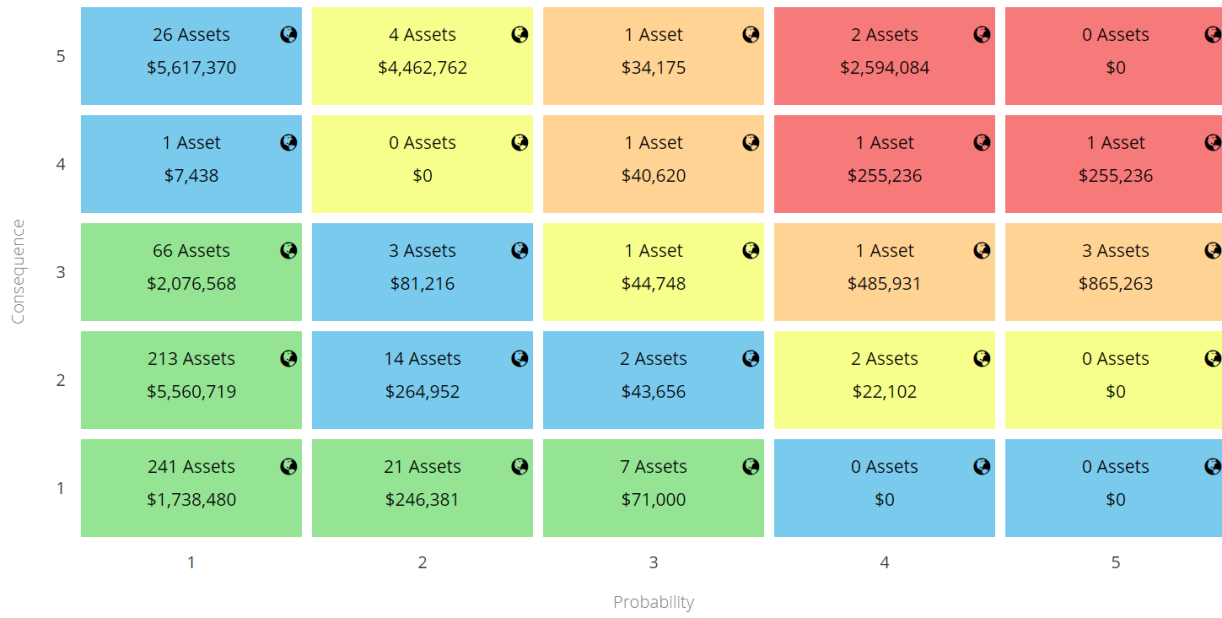 26 Assets
$5,617,370
4 Assets
$4,462,762
1 Asset
$34,175
2 Assets
$2,594,084
0 Assets
$0
5
1 Asset
$7,438
0 Assets
$0
1 Asset
$40,620
1 Asset
$255,236
1 Asset
$255,236
4
66 Assets
$2,076,568
3 Assets
$81,216
1 Asset
$44,748
1 Asset
$485,931
3 Assets
$865,263
3
Consequence
213 Assets
$5,560,719
14 Assets
$264,952
2 Assets
$43,656
2 Assets
$22,102
0 Assets
$0
2
241 Assets
$1,738,480
21 Assets
$246,381
7 Assets
$71,000
0 Assets
$0
0 Assets
$0
1
1
2
3
4
5
Probability